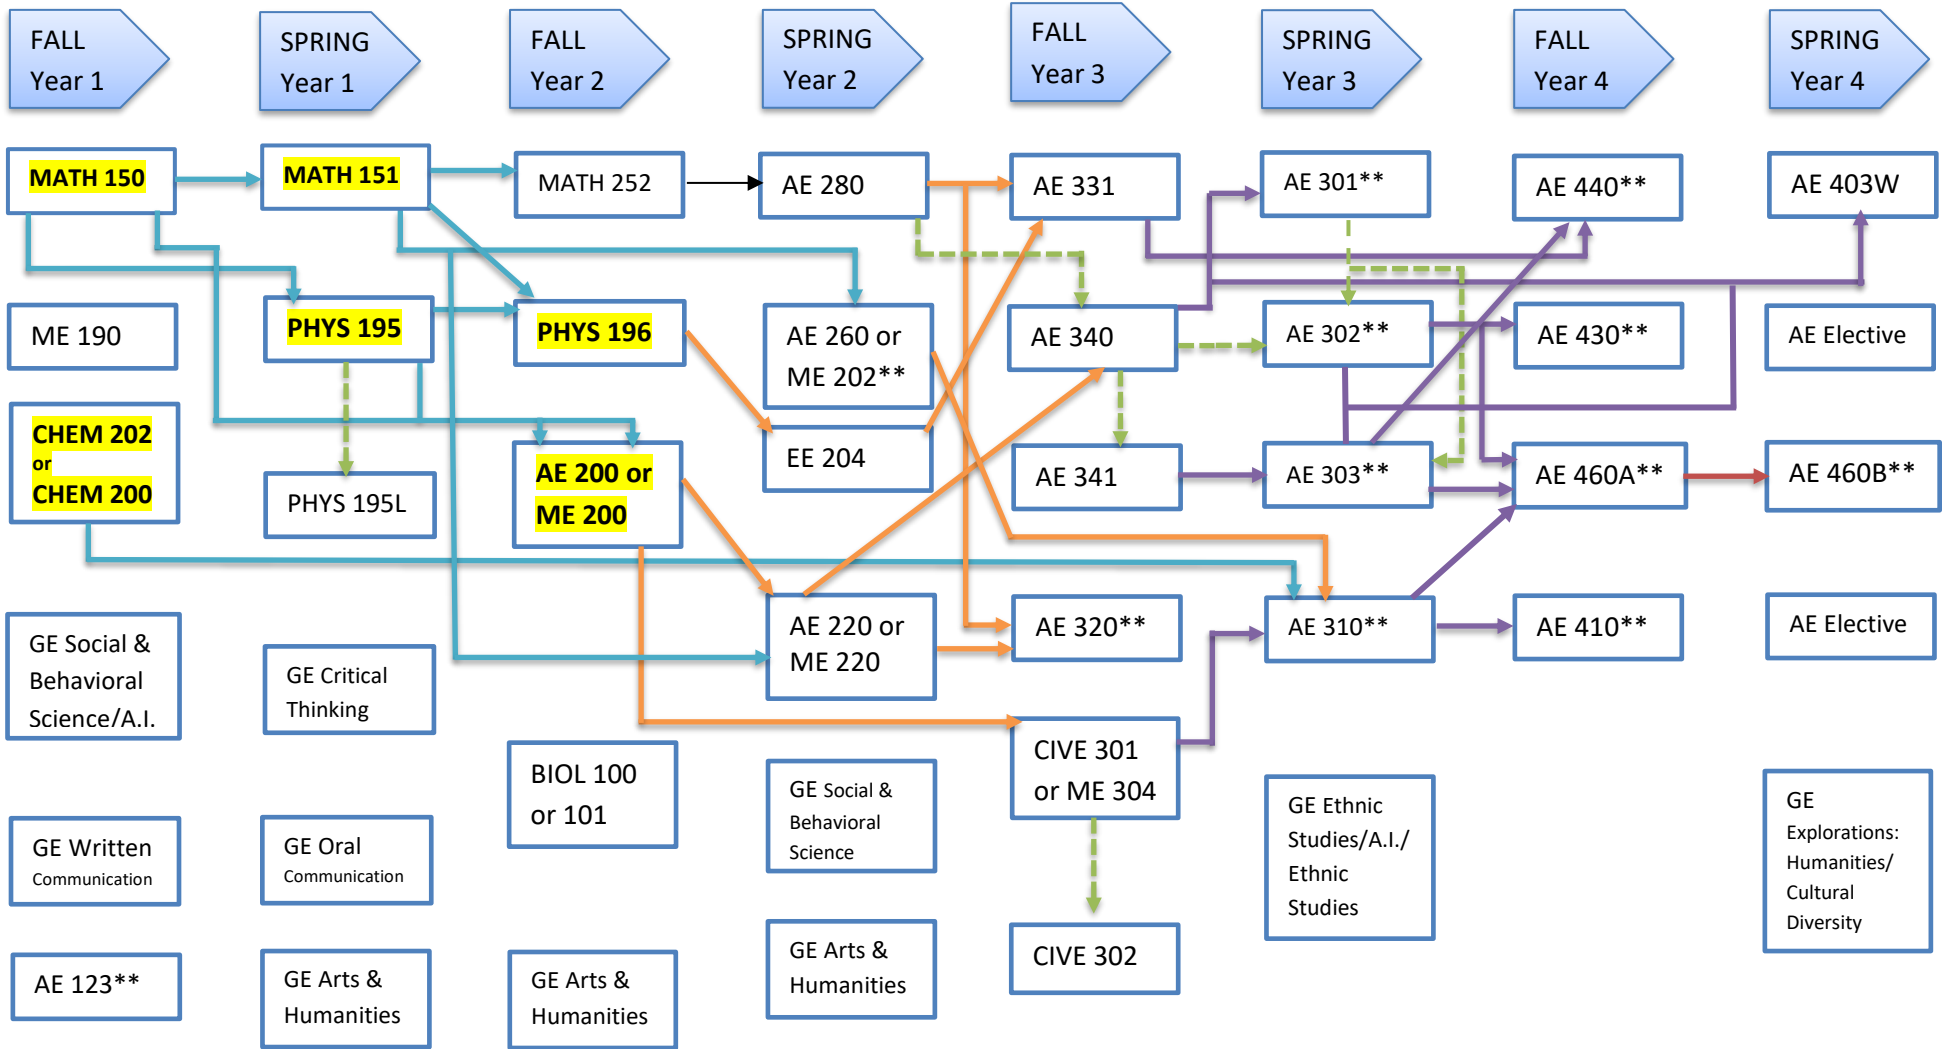 FALL
Year 1
SPRING
Year 1
FALL
Year 2
SPRING
Year 2
FALL
Year 3
SPRING
Year 3
FALL
Year 4
SPRING
Year 4
MATH 150
ME 190
CHEM 202
or
CHEM 200
GE Social &
Behavioral
Science/A.I.
GE Written
Communication
AE 123**
MATH 151
PHYS 195
PHYS 195L
GE Critical
Thinking
GE Oral
Communication
GE Arts &
Humanities
MATH 252
PHYS 196
AE 200 or
ME 200
BIOL 100
or 101
GE Arts &
Humanities
AE 280
AE 260 or
ME 202**
EE 204
AE 220 or
ME 220
GE Social &
Behavioral
Science
GE Arts &
Humanities
AE 331
AE 340
AE 341
AE 320**
CIVE 301
or ME 304
CIVE 302
AE 301**
AE 302**
AE 303**
AE 310**
GE Ethnic
Studies/A.I./
Ethnic
Studies
AE 440**
AE 430**
AE 460A**
AE 410**
AE 403W
AE Elective
AE 460B**
AE Elective
GE
Explorations:
Humanities/
Cultural
Diversity